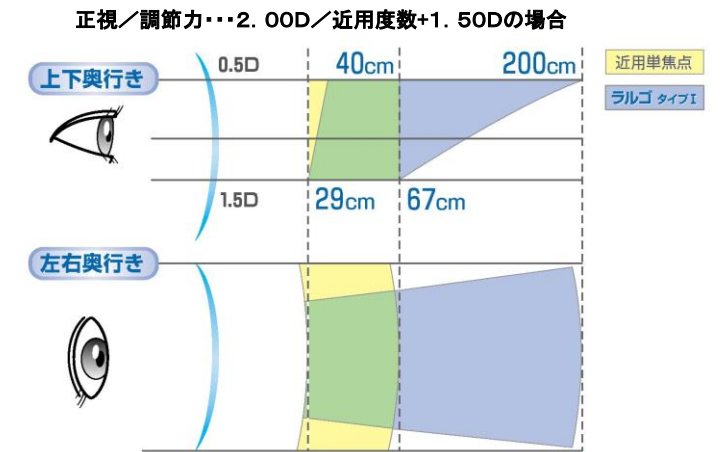 正視／調節力・・・2．00D／近用度数+1．50Dの場合
上下奥行き
0.5D
40cm
200cm
近用単焦点
ラルゴ タイプI
1.5D
29cm
67cm
左右奥行き